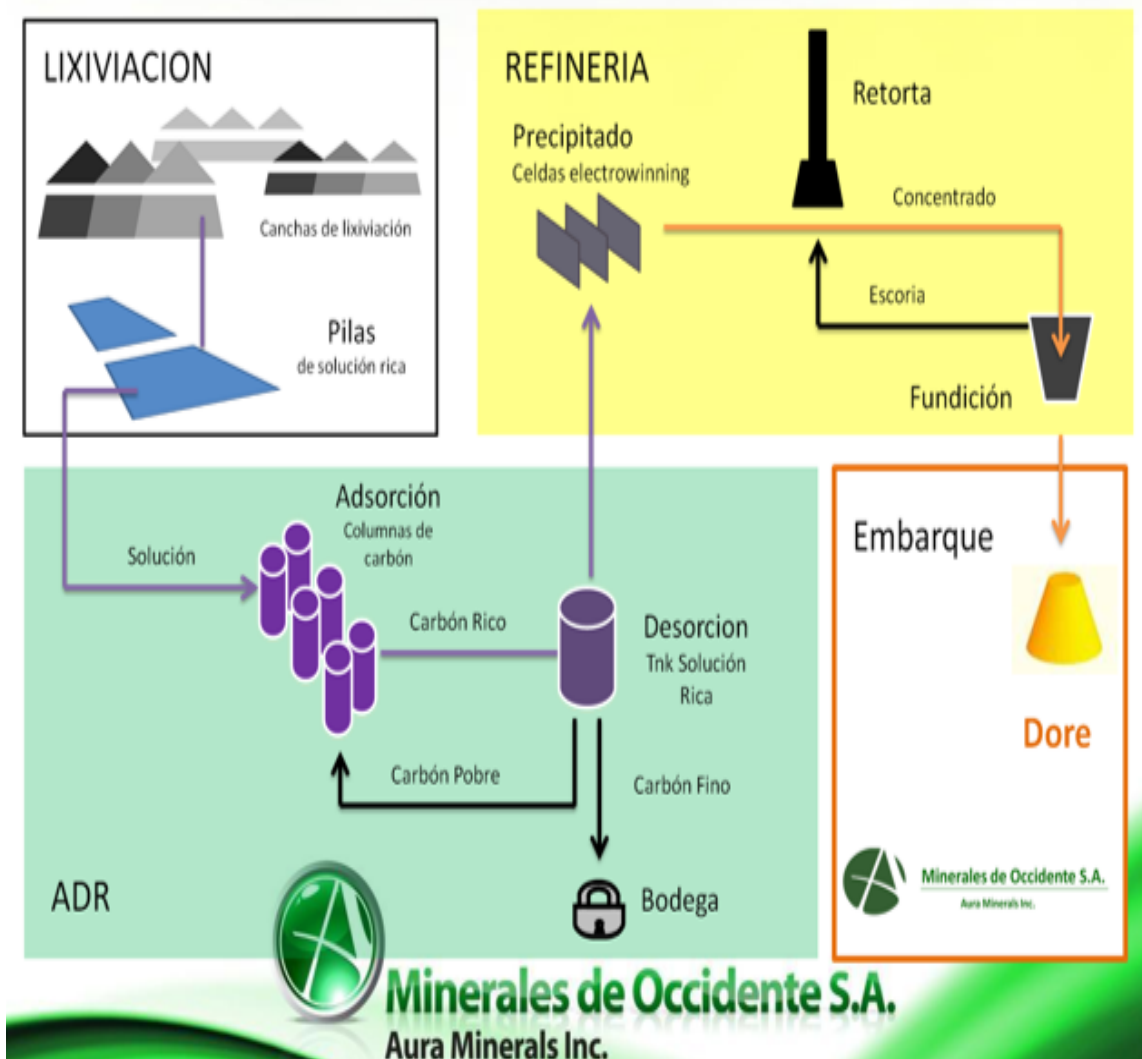 LIXIVIACION
Canchas de lixiviación
Pilas
de solución rica
REFINERIA
Retorta
Precipitado
Celdas electrowinning
Concentrado
Escoria
Fundición
Adsorción
Columnas de
carbón
Solución
Carbón Rico
Desorcion
Tnk Solución
Rica
Carbón Pobre
Carbón Fino
ADR
Bodega
Embarque
Dore
Minerales de Occidente S.A.
Aura Minerals Inc.
Minerales de Occidente S.A.
Aura Minerals Inc.